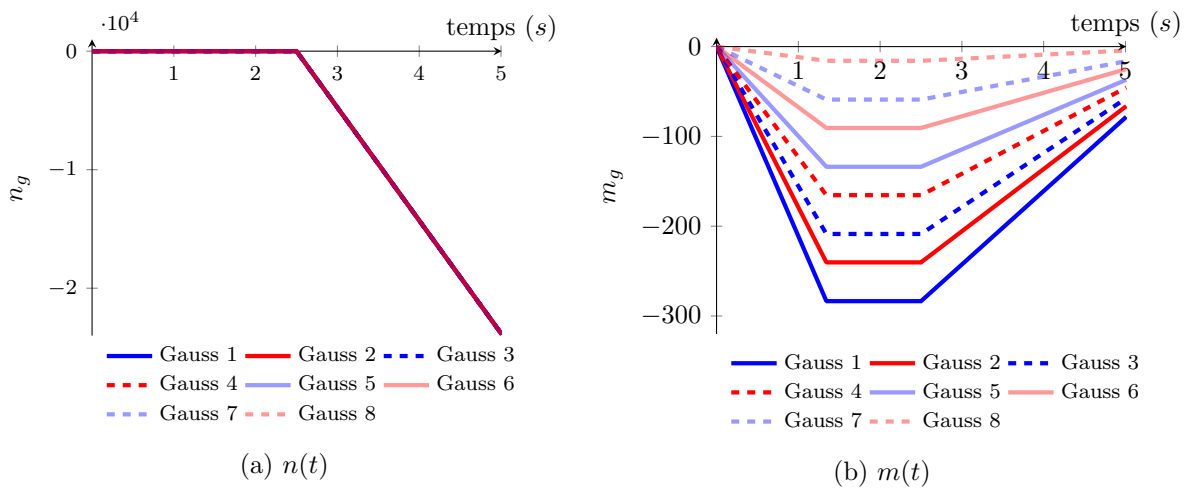 ·10⁴
temps (s)
0
1 2 3 4 5
−1
−2
n_g
Gauss 1 Gauss 2 Gauss 3
Gauss 4 Gauss 5 Gauss 6
Gauss 7 Gauss 8
(a) n(t)
temps (s)
0
1 2 3 4 5
−100
−200
−300
m_g
Gauss 1 Gauss 2 Gauss 3
Gauss 4 Gauss 5 Gauss 6
Gauss 7 Gauss 8
(b) m(t)